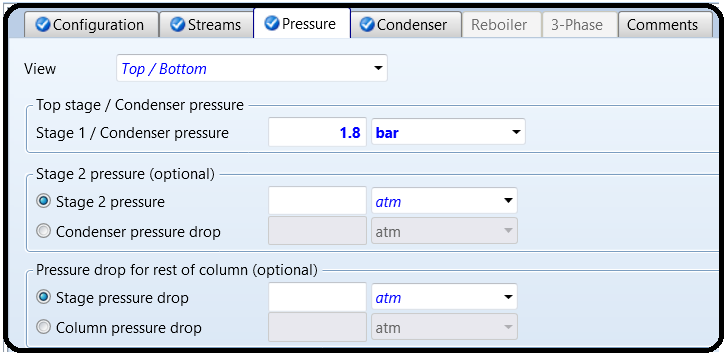 Configuration Streams Pressure Condenser Reboiler 3-Phase Comments
View Top / Bottom
Top stage / Condenser pressure
Stage 1 / Condenser pressure 1.8 bar
Stage 2 pressure (optional)
Stage 2 pressure atm
Condenser pressure drop atm
Pressure drop for rest of column (optional)
Stage pressure drop atm
Column pressure drop atm